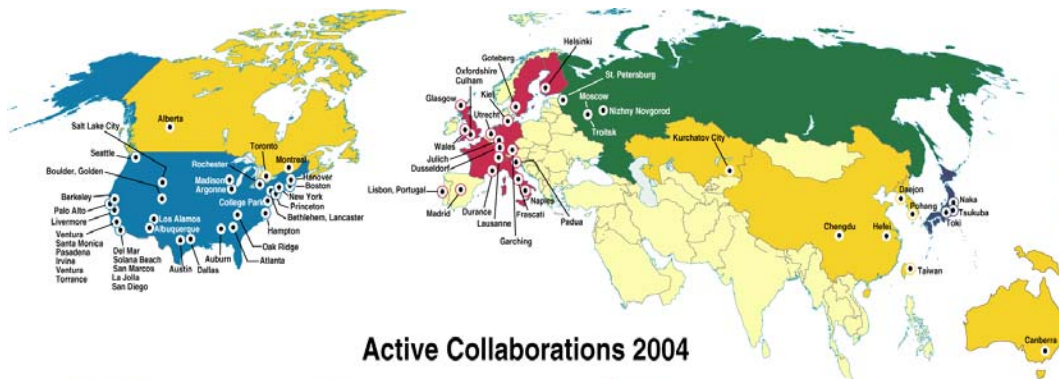 Alberta
Salt Lake City
Seattle
Boulder, Golden
Berkeley
Palo Alto
Livermore
Ventura
Santa Monica
Pasadena
Irvine
Ventura
Torrance
Del Mar
Solana Beach
San Marcos
La Jolla
San Diego
Los Alamos
Albuquerque
Austin
Dallas
Auburn
Atlanta
Oak Ridge
Hampton
Bethlehem, Lancaster
Princeton
New York
Boston
Hanover
Montreal
Toronto
Rochester
Madison
Argonne
College Park
Helsinki
Goteborg
Oxfordshire
Culham
Glasgow
Kiel
Utrecht
Wales
Julich
Dusseldorf
Lisbon, Portugal
Madrid
Durance
Lausanne
Garching
Frascati
Naples
Padua
St. Petersburg
Moscow
Nizhny Novgorod
Troitsk
Kurchatov City
Daejon
Pohang
Naka
Tsukuba
Toki
Chengdu
Hefei
Taiwan
Canberra
Active Collaborations 2004